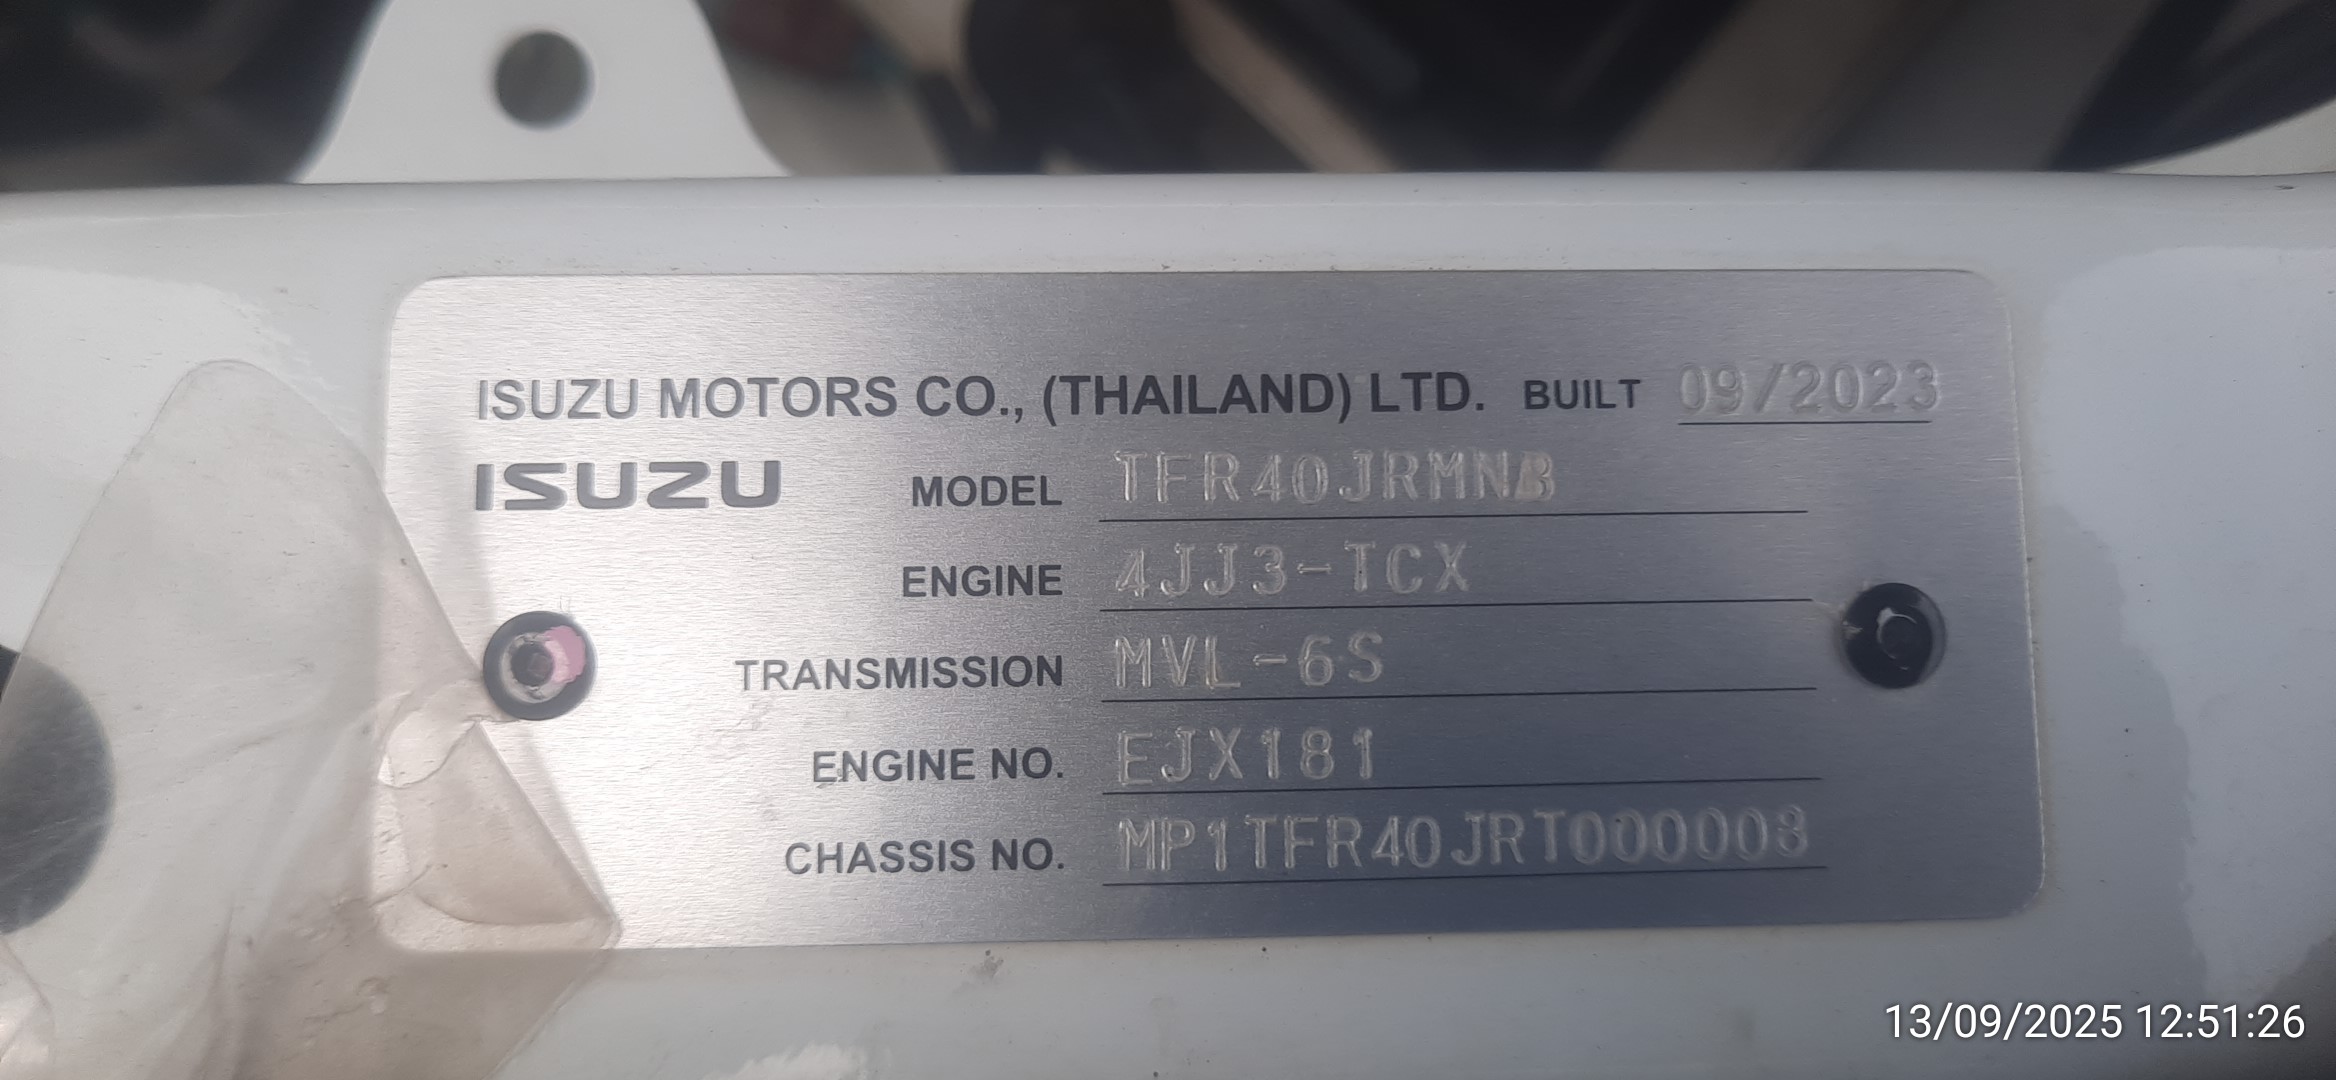 ISUZU MOTORS CO., (THAILAND) LTD. BUILT 09/2023
ISUZU MODEL TFR40JRMNB
ENGINE 4JJ3-TCX
TRANSMISSION MVL-6S
ENGINE NO. EJX181
CHASSIS NO. MP1TFR40JRT000008
13/09/2025 12:51:26